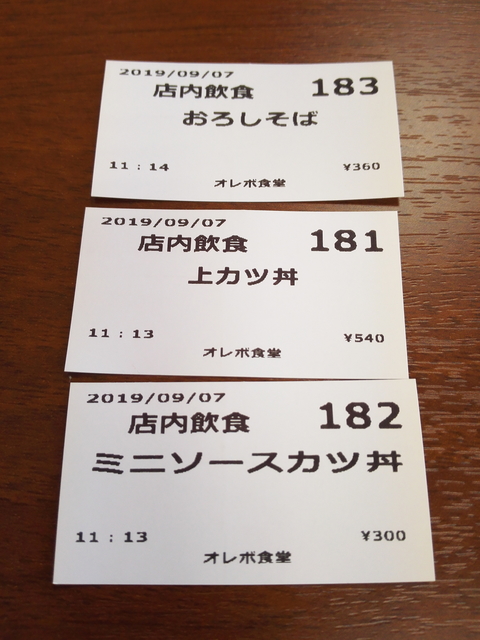 2019/09/07
店内飲食 183
おろしそば
11:14 ¥360
オレボ食堂
2019/09/07
店内飲食 181
上カツ丼
11:13 ¥540
オレボ食堂
2019/09/07
店内飲食 182
ミニソースカツ丼
11:13 ¥300
オレボ食堂